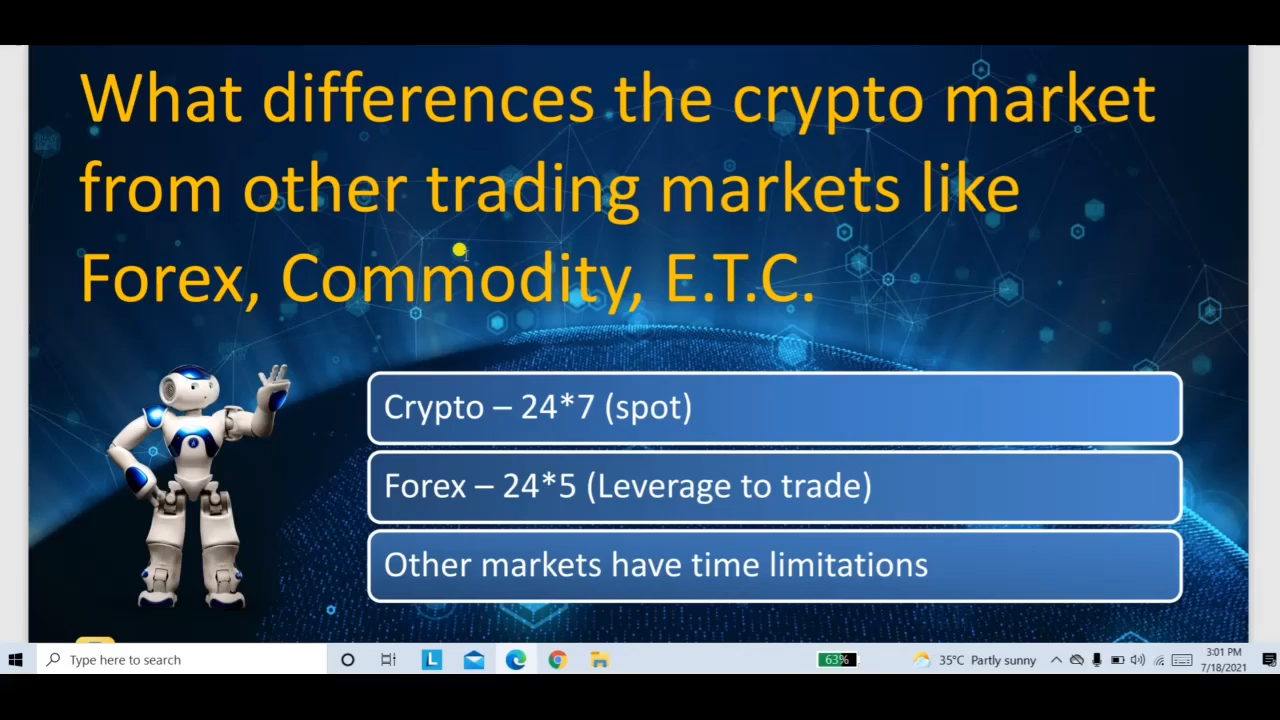 What differences the crypto market
from other trading markets like
Forex, Commodity, E.T.C.
Crypto – 24*7 (spot)
Forex – 24*5 (Leverage to trade)
Other markets have time limitations
Type here to search
L
63%
35°C Partly sunny
3:01 PM
7/18/2021